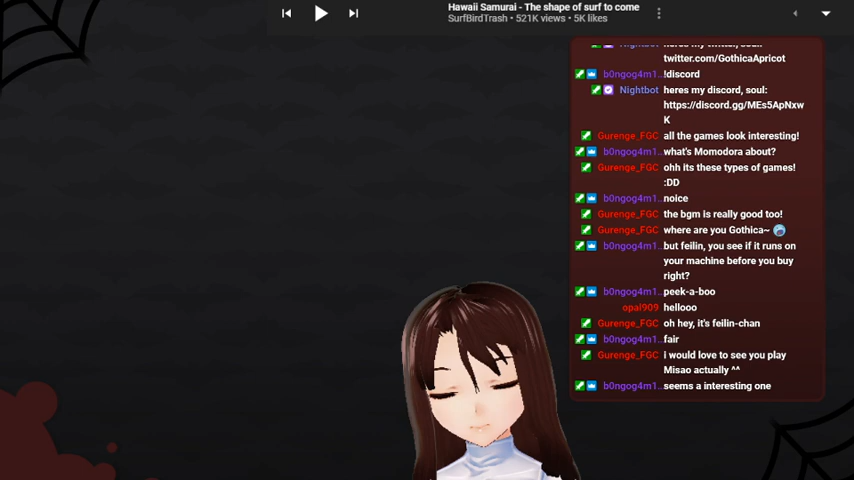 Hawaii Samurai - The shape of surf to come
SurfBirdTrash • 521K views • 5K likes
twitter.com/GothicaApricot
b0ngog4m1.. !discord
Nightbot heres my discord, soul:
https://discord.gg/MEs5ApNxw
K
Gurenge_FGC all the games look interesting!
b0ngog4m1.. what's Momodora about?
Gurenge_FGC ohh its these types of games!
:DD
b0ngog4m1.. noice
Gurenge_FGC the bgm is really good too!
Gurenge_FGC where are you Gothica~
b0ngog4m1.. but feilin, you see if it runs on
your machine before you buy
right?
b0ngog4m1.. peek-a-boo
opal909 hellooo
Gurenge_FGC oh hey, it's feilin-chan
b0ngog4m1.. fair
Gurenge_FGC i would love to see you play
Misao actually ^^
b0ngog4m1.. seems a interesting one